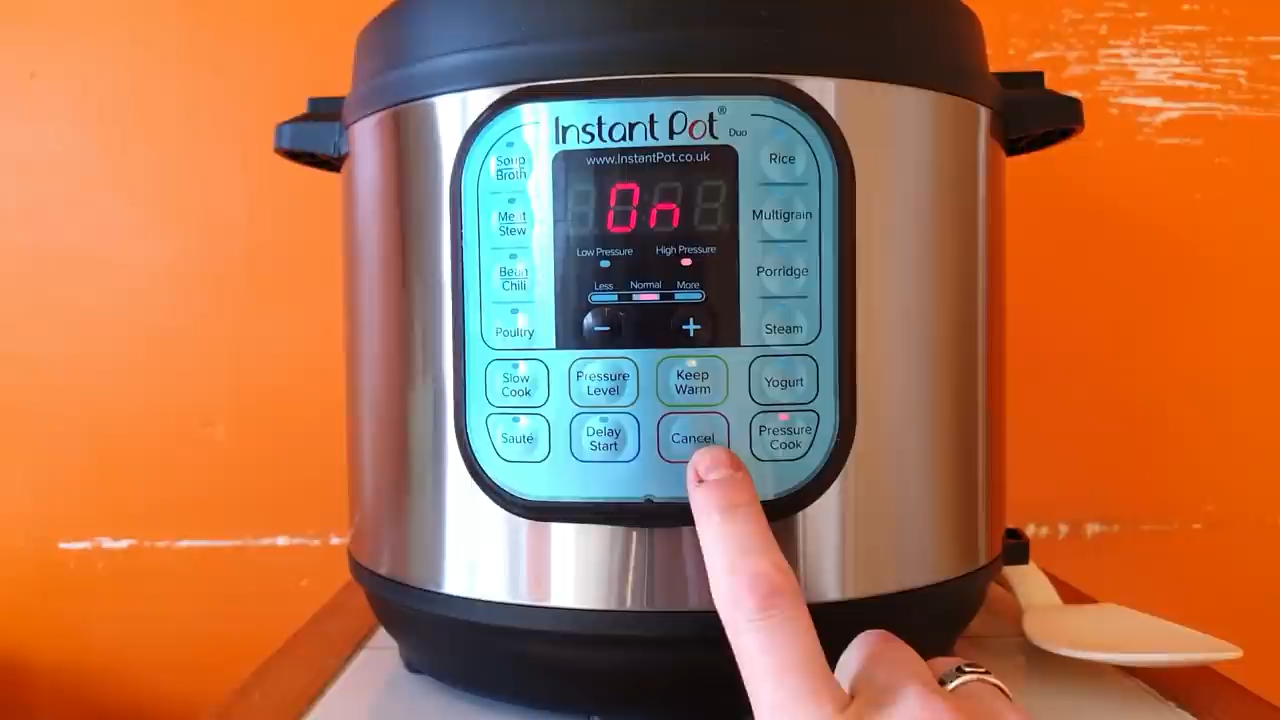 Instant Pot® Duo
www.InstantPot.co.uk
On
Low Pressure High Pressure
Less Normal More
- +
Soup
Broth
Meat
Stew
Bean
Chili
Poultry
Rice
Multigrain
Porridge
Steam
Slow
Cook
Pressure
Level
Keep
Warm
Yogurt
Sauté
Delay
Start
Cancel
Pressure
Cook